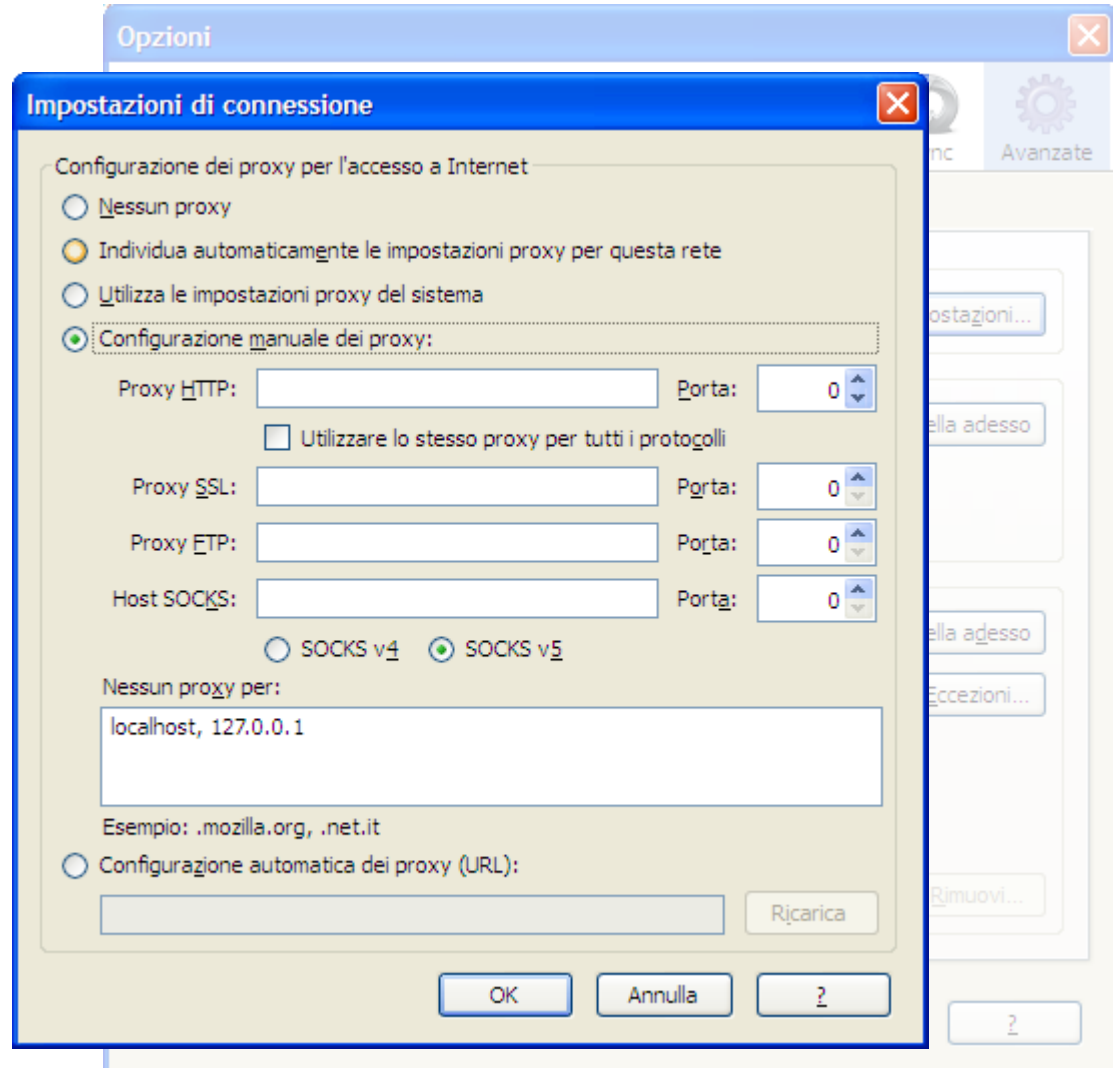 Opzioni
Impostazioni di connessione
nc
Avanzate
Configurazione dei proxy per l'accesso a Internet
Nessun proxy
Individua automaticamente le impostazioni proxy per questa rete
Utilizza le impostazioni proxy del sistema
ostazioni...
Configurazione manuale dei proxy:
Proxy HTTP: Porta: 0
ella adesso
Utilizzare lo stesso proxy per tutti i protocolli
Proxy SSL: Porta: 0
Proxy FTP: Porta: 0
Host SOCKS: Porta: 0
ella adesso
SOCKS v4 SOCKS v5
Nessun proxy per:
Eccezioni...
localhost, 127.0.0.1
Esempio: .mozilla.org, .net.it
Configurazione automatica dei proxy (URL):
Rimuovi...
Ricarica
OK Annulla ?
?